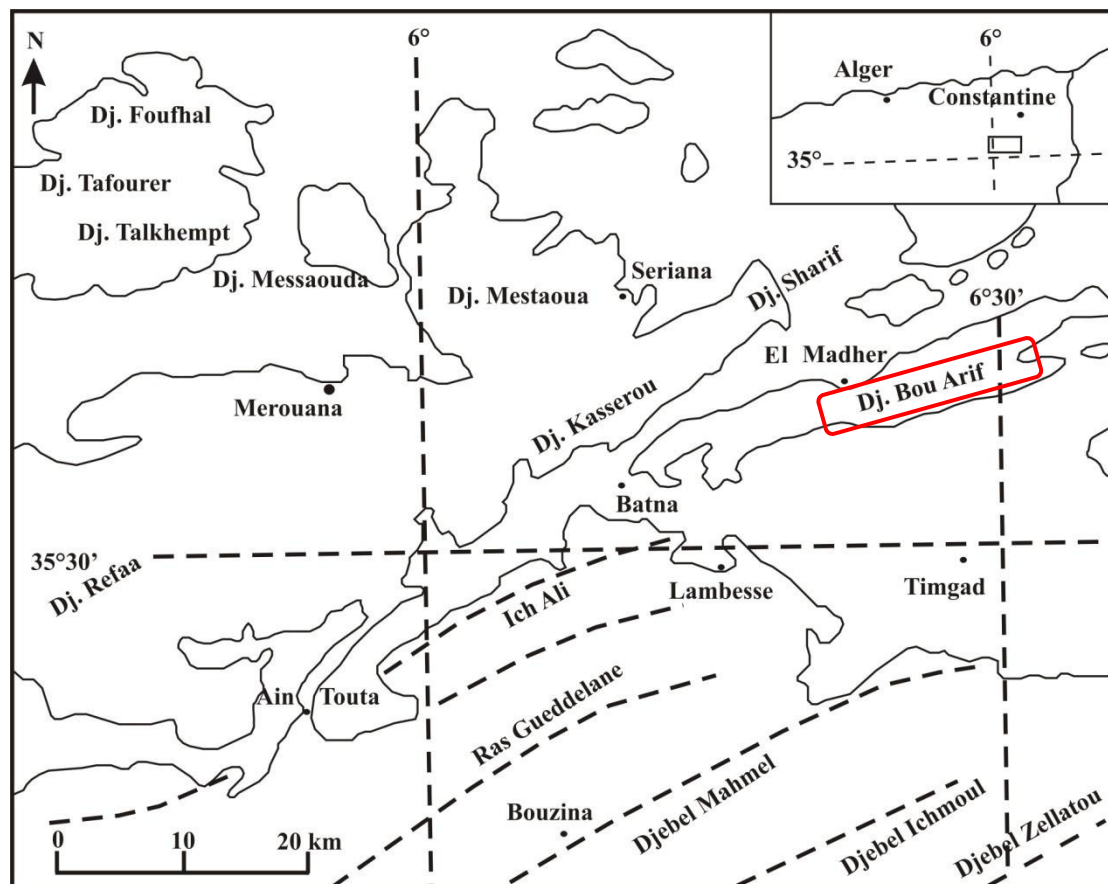 N
6°
6°
Alger
Constantine
35°
Dj. Foufhal
Dj. Tafourer
Dj. Talkhempt
Dj. Messaouda
Dj. Mestaoua
Seriana
Dj. Sharif
6°30’
El Madher
Dj. Bou Arif
Merouana
Dj. Kasserou
Batna
35°30’
Dj. Refaa
Ich Ali
Lambesse
Timgad
Ain Touta
Ras Gueddelane
Bouzina
Djebel Mahmel
Djebel Ichmoul
Djebel Zellatou
0 10 20 km